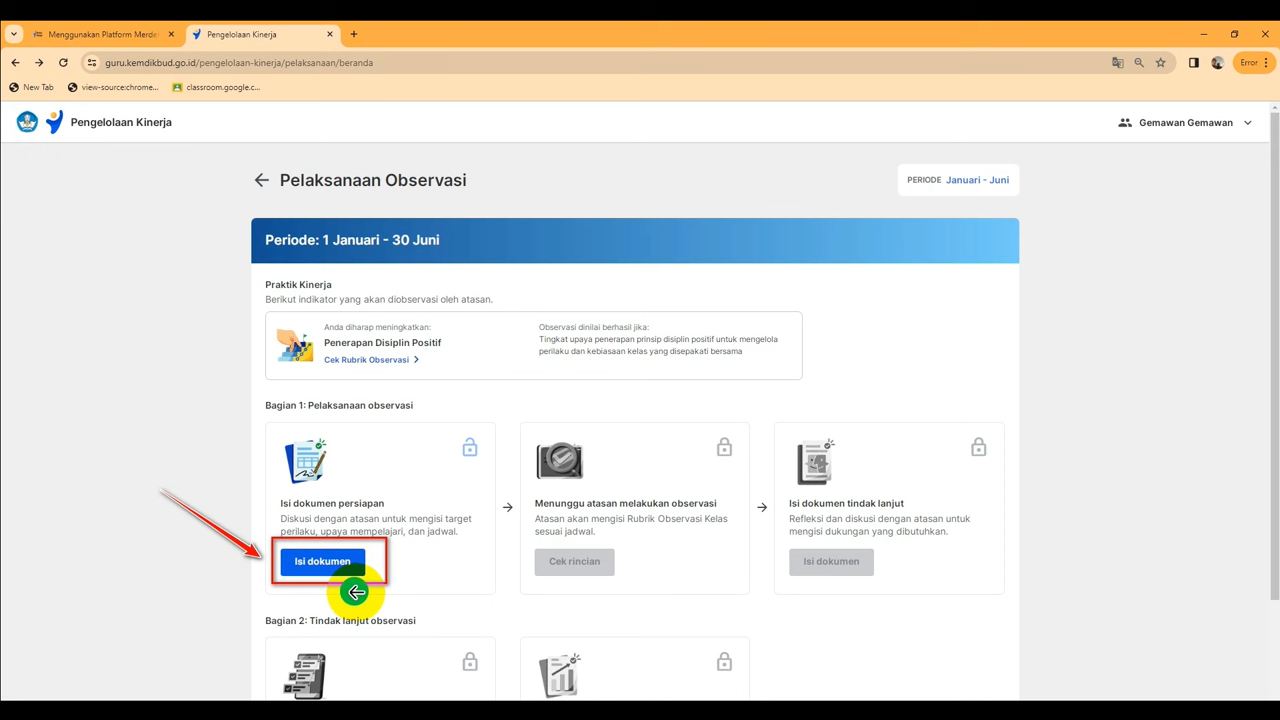 Menggunakan Platform Merde
Pengelolaan Kinerja
guru.kemdikbud.go.id/pengelolaan-kinerja/pelaksanaan/beranda
Error
New Tab
view-source:chrome...
classroom.google.c...
Pengelolaan Kinerja
Gemawan Gemawan
Pelaksanaan Observasi
PERIODE Januari - Juni
Periode: 1 Januari - 30 Juni
Praktik Kinerja
Berikut indikator yang akan diobservasi oleh atasan.
Anda diharap meningkatkan:
Penerapan Disiplin Positif
Cek Rubrik Observasi
Observasi dinilai berhasil jika:
Tingkat upaya penerapan prinsip disiplin positif untuk mengelola
perilaku dan kebiasaan kelas yang disepakati bersama
Bagian 1: Pelaksanaan observasi
Isi dokumen persiapan
Diskusi dengan atasan untuk mengisi target
perilaku, upaya mempelajari, dan jadwal.
Isi dokumen
Menunggu atasan melakukan observasi
Atasan akan mengisi Rubrik Observasi Kelas
sesuai jadwal.
Cek rincian
Isi dokumen tindak lanjut
Refleksi dan diskusi dengan atasan untuk
mengisi dukungan yang dibutuhkan.
Isi dokumen
Bagian 2: Tindak lanjut observasi